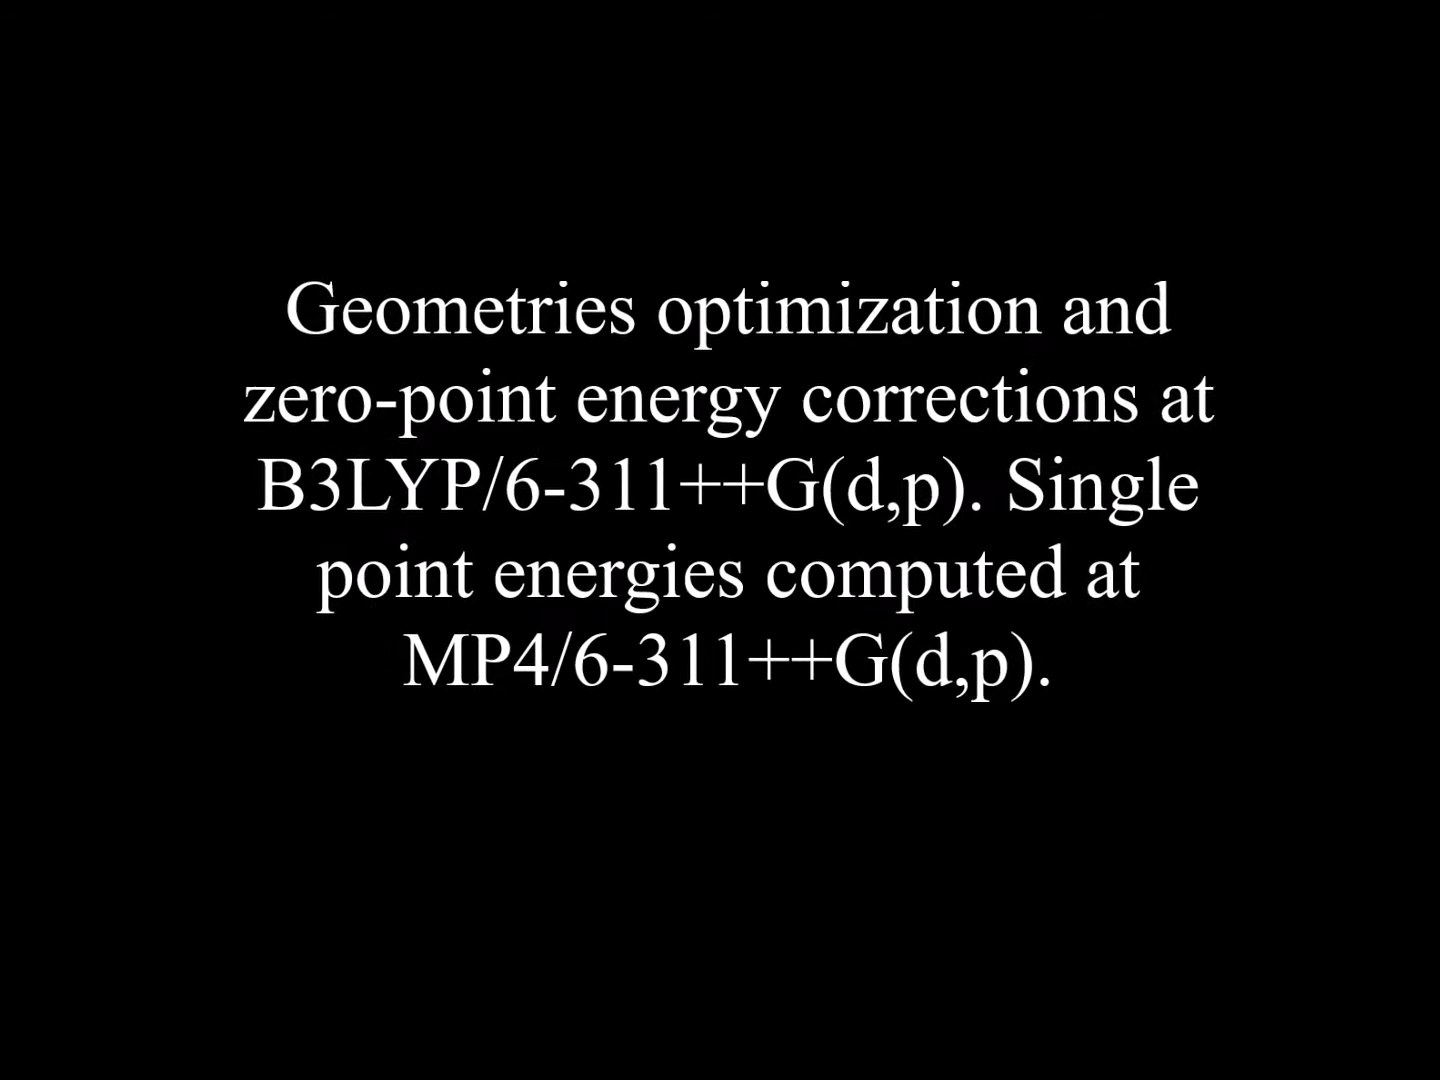 Geometries optimization and
zero-point energy corrections at
B3LYP/6-311++G(d,p). Single
point energies computed at
MP4/6-311++G(d,p).